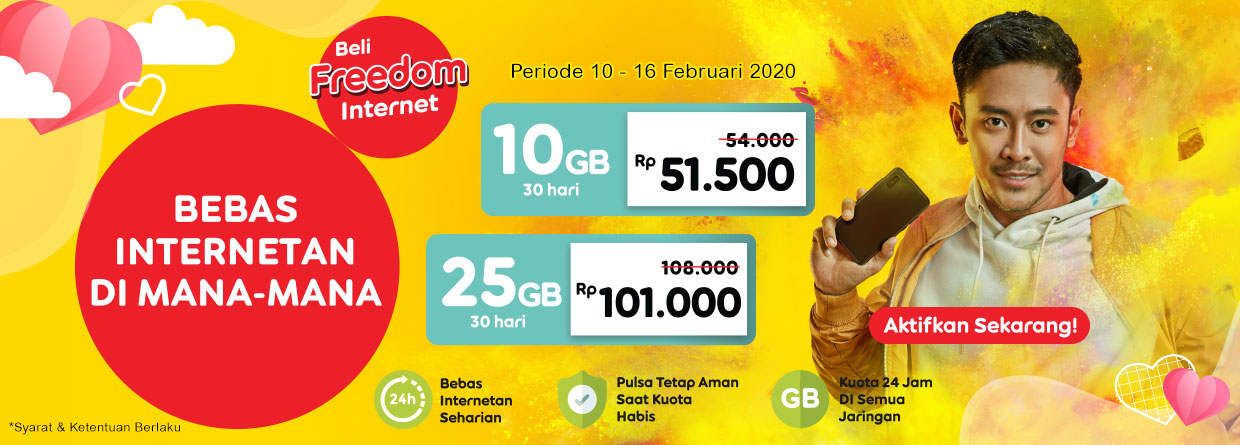 Beli
Freedom
Internet
Periode 10 - 16 Februari 2020
BEBAS
INTERNETAN
DI MANA-MANA
10GB
30 hari
54.000
Rp 51.500
25GB
30 hari
108.000
Rp 101.000
Aktifkan Sekarang!
24h
Bebas
Internetan
Seharian
Pulsa Tetap Aman
Saat Kuota
Habis
GB
Kuota 24 Jam
DI Semua
Jaringan
*Syarat & Ketentuan Berlaku